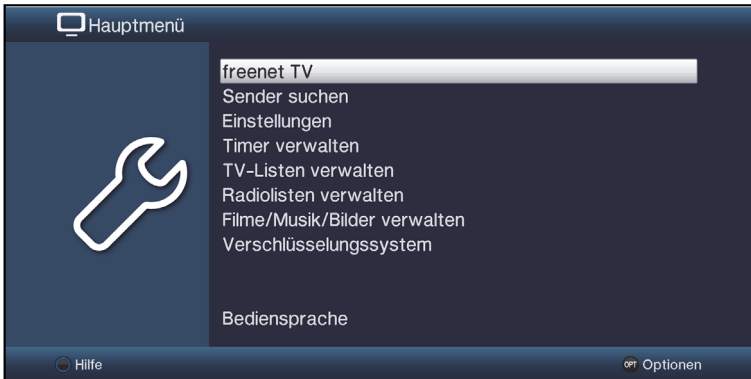 Hauptmenü
freenet TV
Sender suchen
Einstellungen
Timer verwalten
TV-Listen verwalten
Radiolisten verwalten
Filme/Musik/Bilder verwalten
Verschlüsselungssystem
Bediensprache
Hilfe
OPT Optionen